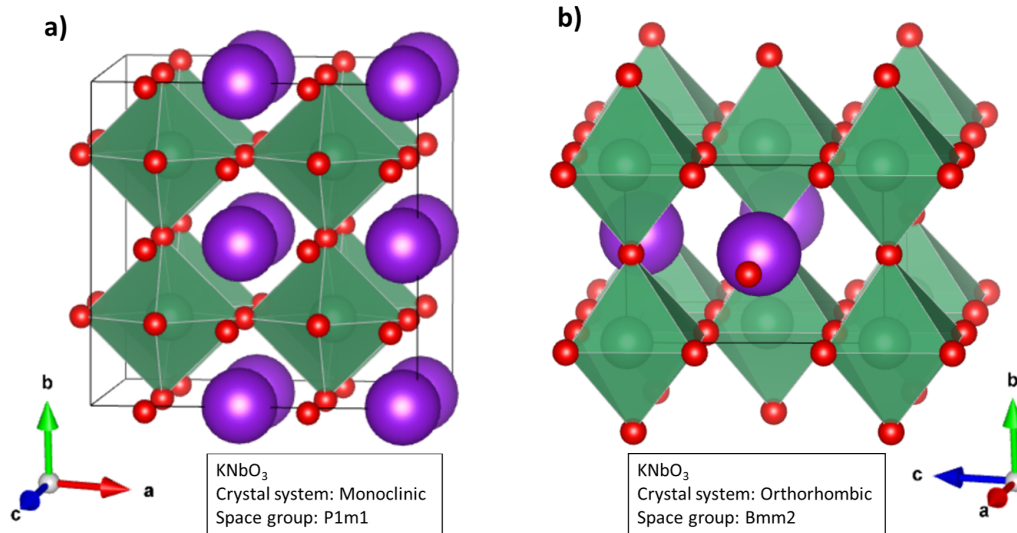 a)
b)
b
a
c
KNbO₃
Crystal system: Monoclinic
Space group: P1m1
KNbO₃
Crystal system: Orthorhombic
Space group: Bmm2
b
c
a